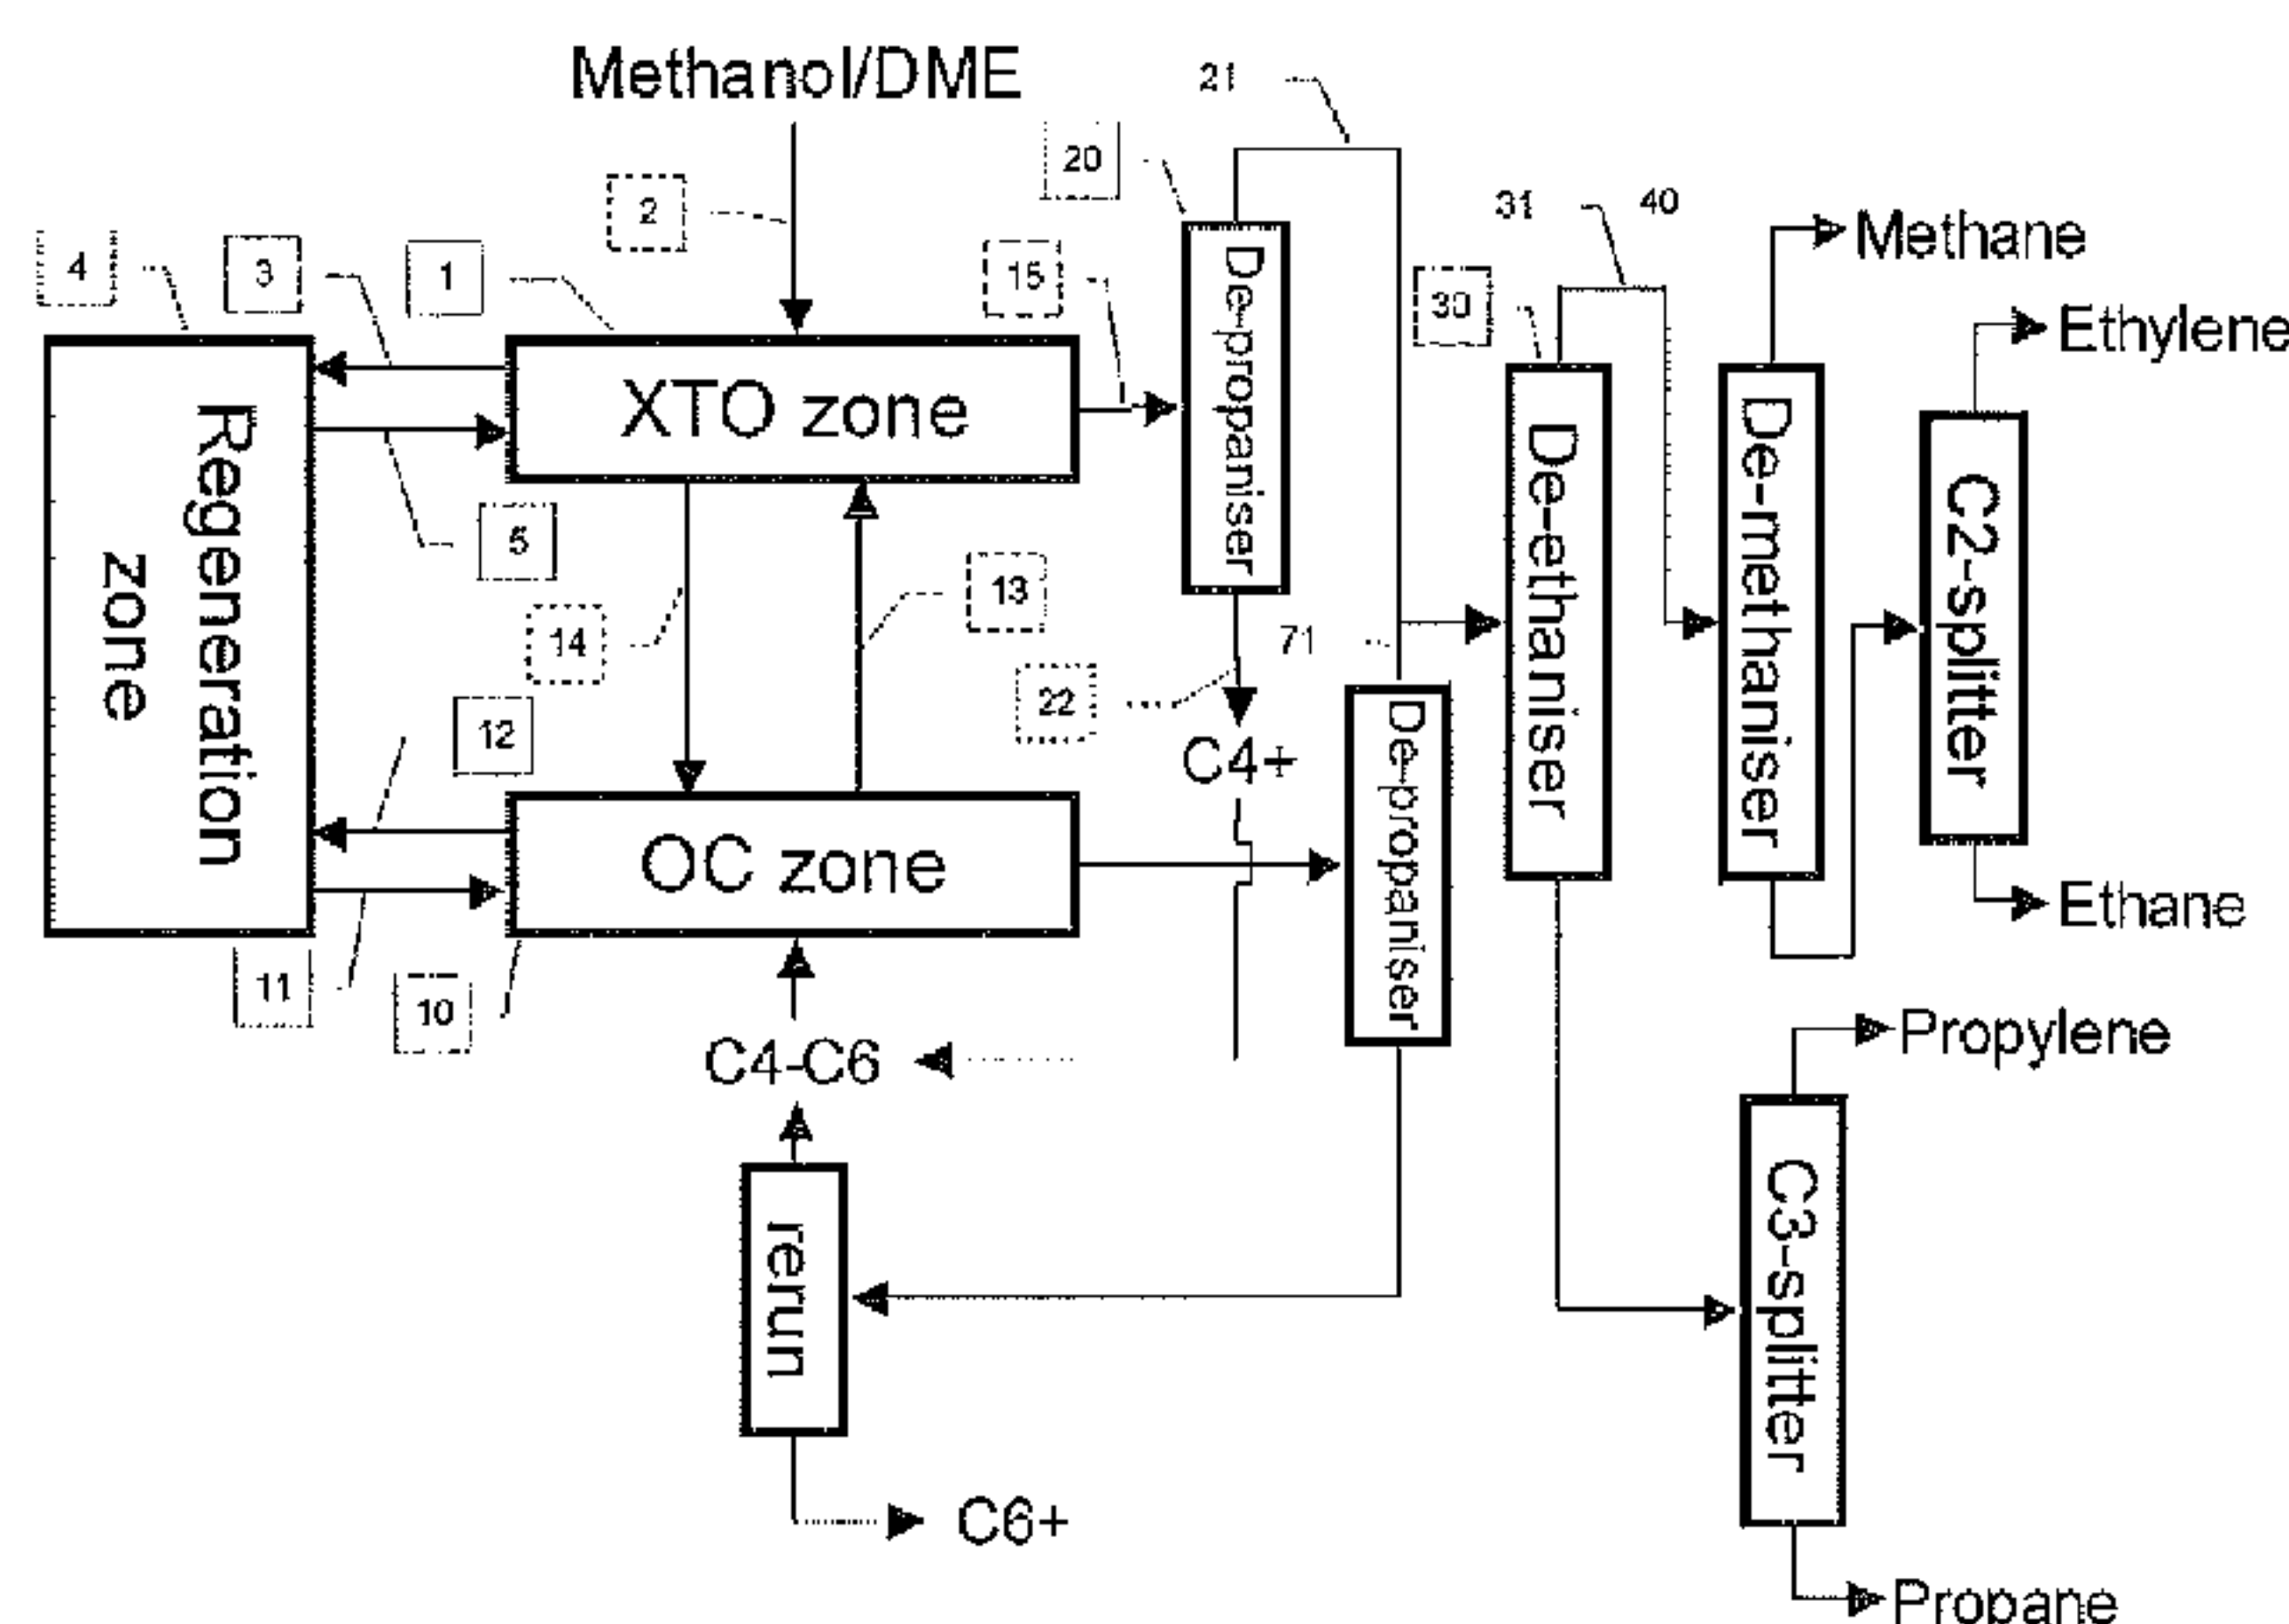 Methanol/DME
21
20
2
31
40
Methane
4
3
1
15
30
Ethylene
De-propaniser
XTO zone
Regeneration
zone
De-ethaniser
De-methaniser
C2-splitter
5
13
14
71
22
12
C4+
De-propaniser
OC zone
Ethane
11
10
C4-C6
Propylene
rerun
C3-splitter
C6+
Propane